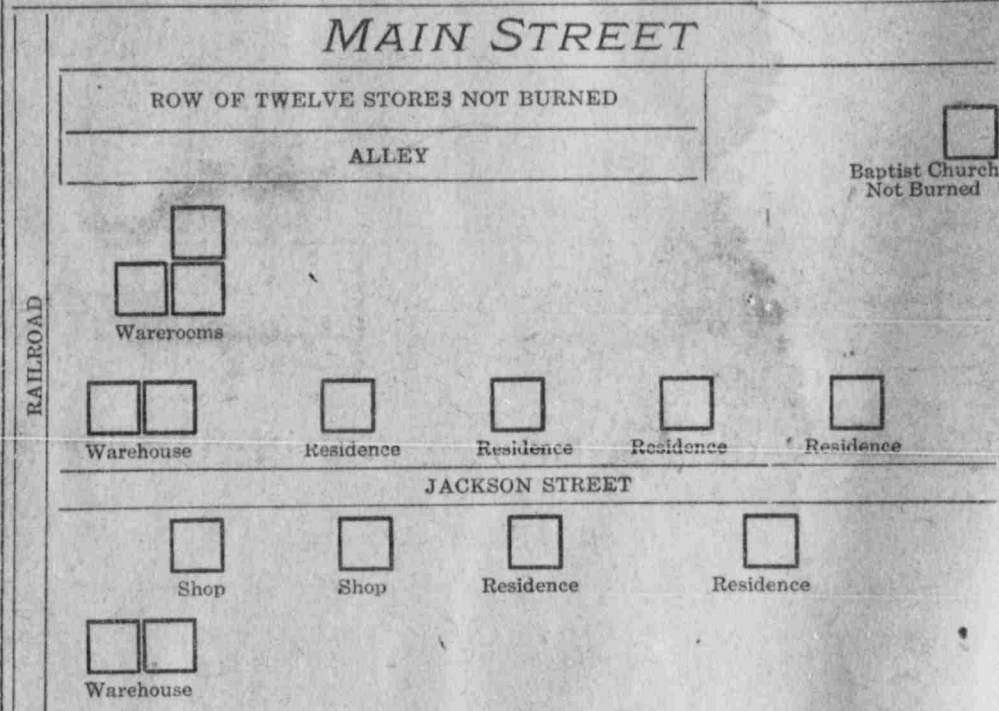 MAIN STREET
ROW OF TWELVE STORES NOT BURNED
ALLEY
Baptist Church
Not Burned
Warerooms
RAILROAD
Warehouse
Residence
Residence
Residence
Residence
JACKSON STREET
Shop
Shop
Residence
Residence
Warehouse